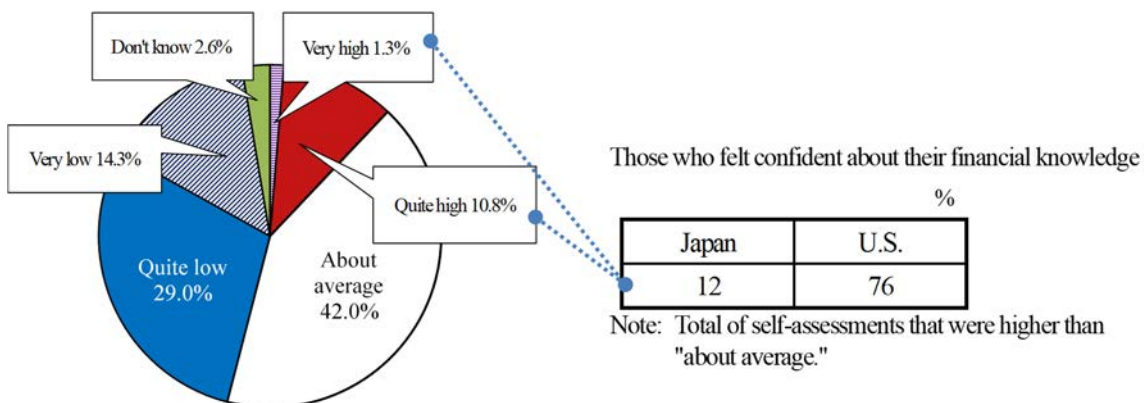 Don't know 2.6%
Very high 1.3%
Very low 14.3%
Quite high 10.8%
Quite low
29.0%
About
average
42.0%
Those who felt confident about their financial knowledge
%
Japan U.S.
12 76
Note: Total of self-assessments that were higher than
"about average."